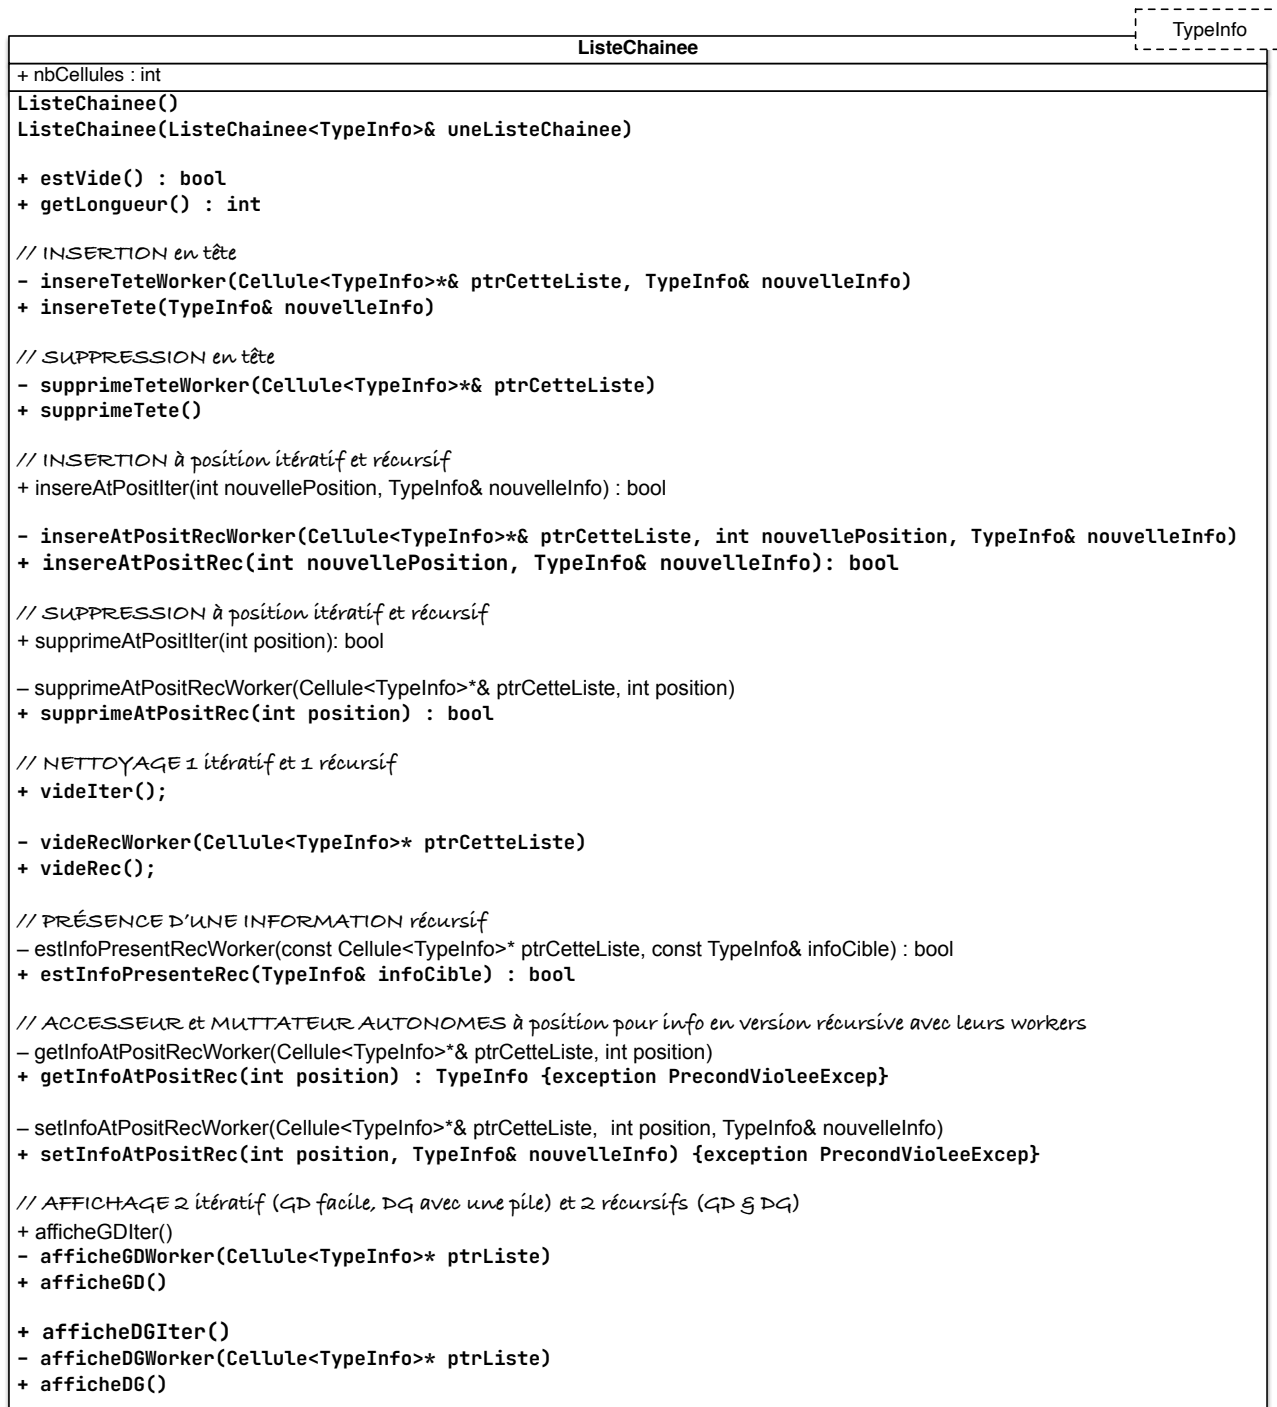 TypeInfo
ListeChainee
+ nbCellules : int
ListeChainee()
ListeChainee(ListeChainee<TypeInfo>& uneListeChainee)
+ estVide() : bool
+ getLongueur() : int
// INSERTION en tête
- insereTeteWorker(Cellule<TypeInfo>*& ptrCetteListe, TypeInfo& nouvelleInfo)
+ insereTete(TypeInfo& nouvelleInfo)
// SUPPRESSION en tête
- supprimeTeteWorker(Cellule<TypeInfo>*& ptrCetteListe)
+ supprimeTete()
// INSERTION à position itératif et récursif
+ insereAtPositIter(int nouvellePosition, TypeInfo& nouvelleInfo) : bool
- insereAtPositRecWorker(Cellule<TypeInfo>*& ptrCetteListe, int nouvellePosition, TypeInfo& nouvelleInfo)
+ insereAtPositRec(int nouvellePosition, TypeInfo& nouvelleInfo): bool
// SUPPRESSION à position itératif et récursif
+ supprimeAtPositIter(int position): bool
– supprimeAtPositRecWorker(Cellule<TypeInfo>*& ptrCetteListe, int position)
+ supprimeAtPositRec(int position) : bool
// NETTOYAGE 1 itératif et 1 récursif
+ videIter();
- videRecWorker(Cellule<TypeInfo>* ptrCetteListe)
+ videRec();
// PRÉSENCE D'UNE INFORMATION récursif
– estInfoPresentRecWorker(const Cellule<TypeInfo>* ptrCetteListe, const TypeInfo& infoCible) : bool
+ estInfoPresenteRec(TypeInfo& infoCible) : bool
// ACCESSEUR et MUTTATEUR AUTONOMES à position pour info en version récursive avec leurs workers
– getInfoAtPositRecWorker(Cellule<TypeInfo>*& ptrCetteListe, int position)
+ getInfoAtPositRec(int position) : TypeInfo {exception PrecondVioleeExcep}
– setInfoAtPositRecWorker(Cellule<TypeInfo>*& ptrCetteListe, int position, TypeInfo& nouvelleInfo)
+ setInfoAtPositRec(int position, TypeInfo& nouvelleInfo) {exception PrecondVioleeExcep}
// AFFICHAGE 2 itératif (GD facile, DG avec une pile) et 2 récursifs (GD & DG)
+ afficheGDIter()
- afficheGDWorker(Cellule<TypeInfo>* ptrListe)
+ afficheGD()
+ afficheDGIter()
- afficheDGWorker(Cellule<TypeInfo>* ptrListe)
+ afficheDG()